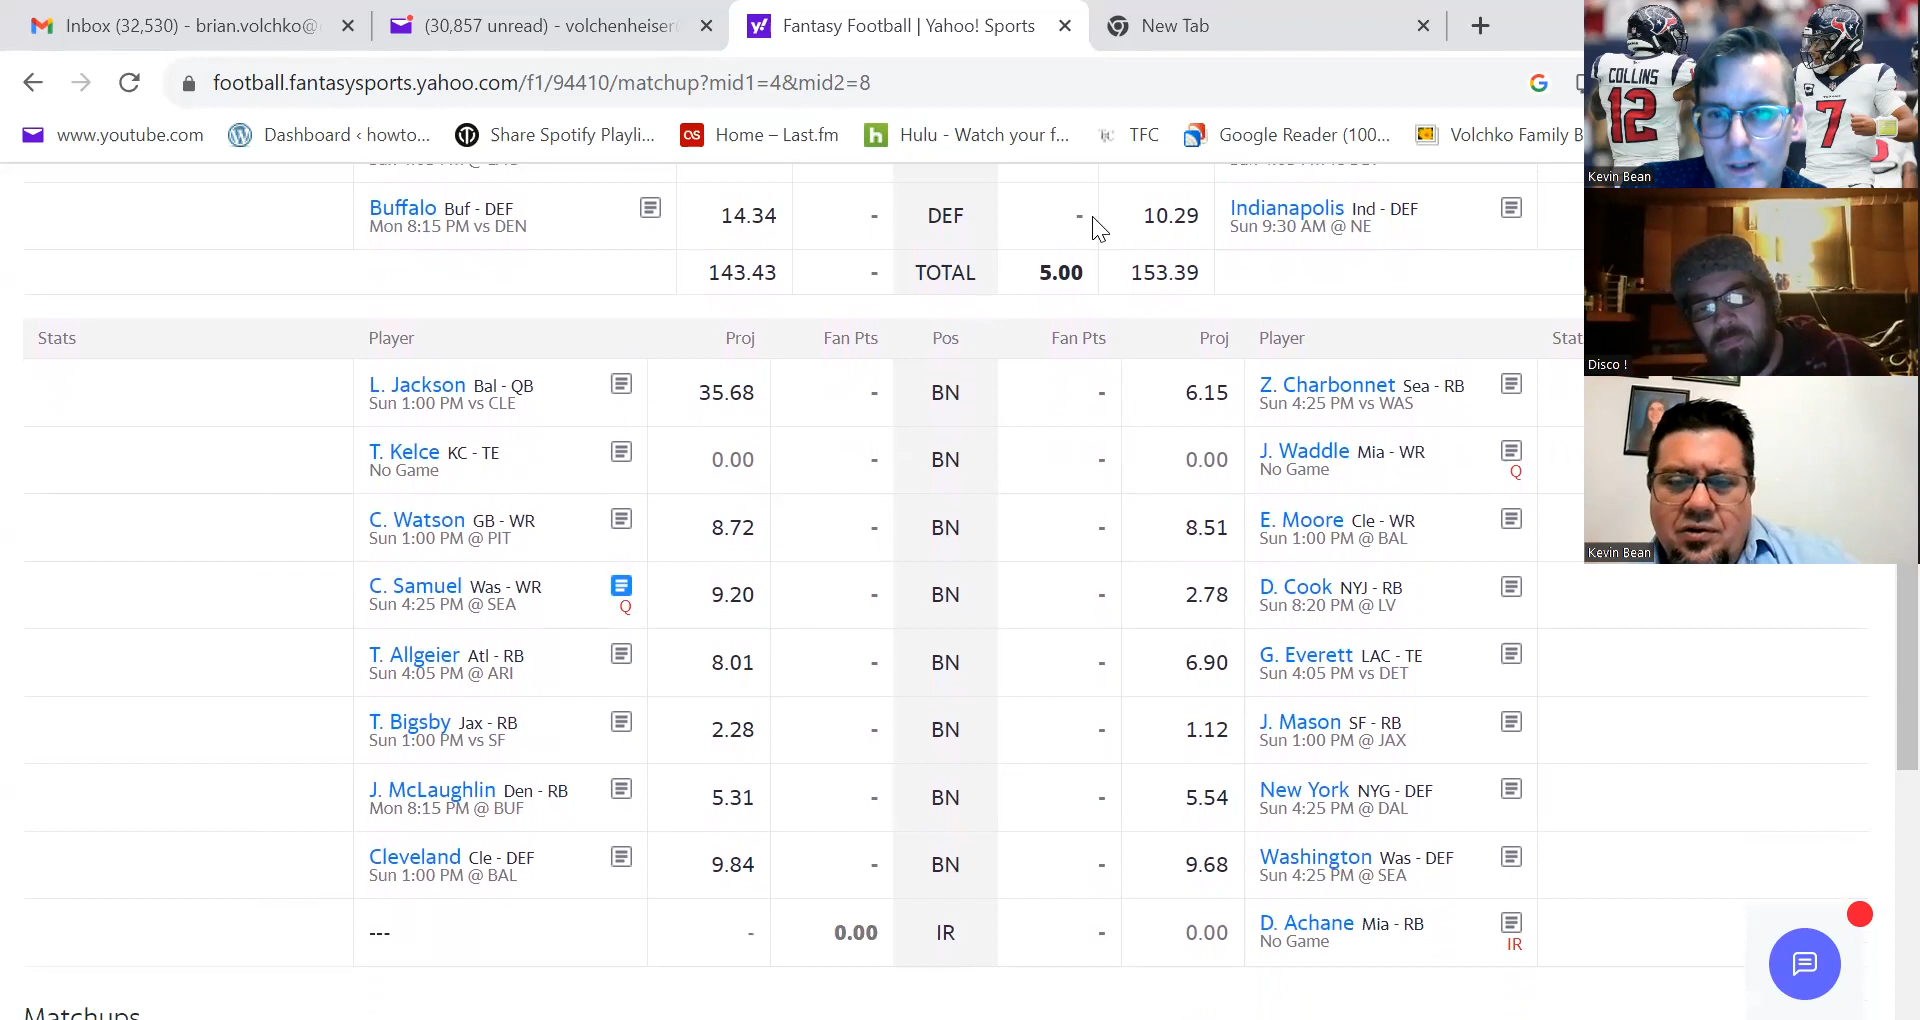 Inbox (32,530) - brian.volchko@
(30,857 unread) - volchenheiser
Fantasy Football | Yahoo! Sports
New Tab
football.fantasysports.yahoo.com/f1/94410/matchup?mid1=4&mid2=8
www.youtube.com
Dashboard ‹ howto...
Share Spotify Playli...
Home – Last.fm
Hulu - Watch your f...
TFC
Google Reader (100...
Volchko Family B
COLLINS
12
7
Kevin Bean
Disco !
Kevin Bean
Buffalo Buf - DEF 14.34 - DEF - 10.29 Indianapolis Ind - DEF
Mon 8:15 PM vs DEN Sun 9:30 AM @ NE
143.43 - TOTAL 5.00 153.39
Stats Player Proj Fan Pts Pos Fan Pts Proj Player Stat
L. Jackson Bal - QB 35.68 - BN - 6.15 Z. Charbonnet Sea - RB
Sun 1:00 PM vs CLE Sun 4:25 PM vs WAS
T. Kelce KC - TE 0.00 - BN - 0.00 J. Waddle Mia - WR
No Game No Game Q
C. Watson GB - WR 8.72 - BN - 8.51 E. Moore Cle - WR
Sun 1:00 PM @ PIT Sun 1:00 PM @ BAL
C. Samuel Was - WR 9.20 - BN - 2.78 D. Cook NYJ - RB
Sun 4:25 PM @ SEA Q Sun 8:20 PM @ LV
T. Allgeier Atl - RB 8.01 - BN - 6.90 G. Everett LAC - TE
Sun 4:05 PM @ ARI Sun 4:05 PM vs DET
T. Bigsby Jax - RB 2.28 - BN - 1.12 J. Mason SF - RB
Sun 1:00 PM vs SF Sun 1:00 PM @ JAX
J. McLaughlin Den - RB 5.31 - BN - 5.54 New York NYG - DEF
Mon 8:15 PM @ BUF Sun 4:25 PM @ DAL
Cleveland Cle - DEF 9.84 - BN - 9.68 Washington Was - DEF
Sun 1:00 PM @ BAL Sun 4:25 PM @ SEA
--- - 0.00 IR - 0.00 D. Achane Mia - RB
No Game IR
Matchups